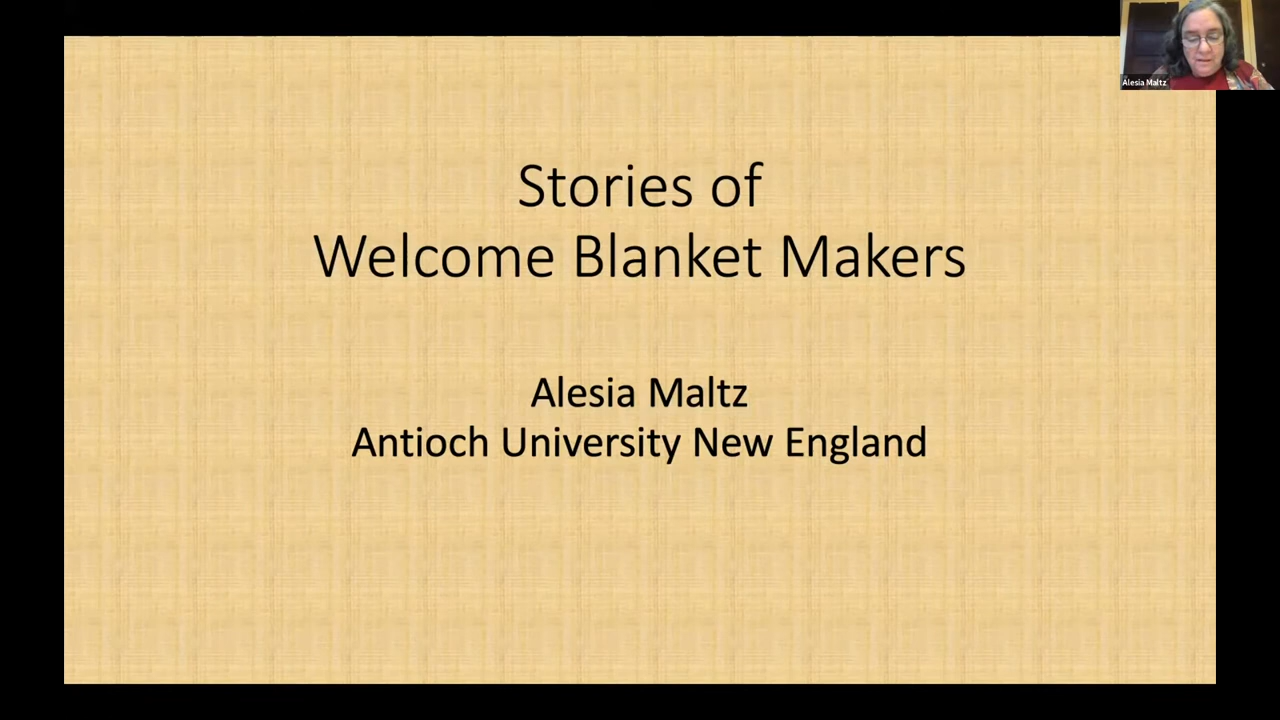 Alesia Maltz
Stories of
Welcome Blanket Makers
Alesia Maltz
Antioch University New England